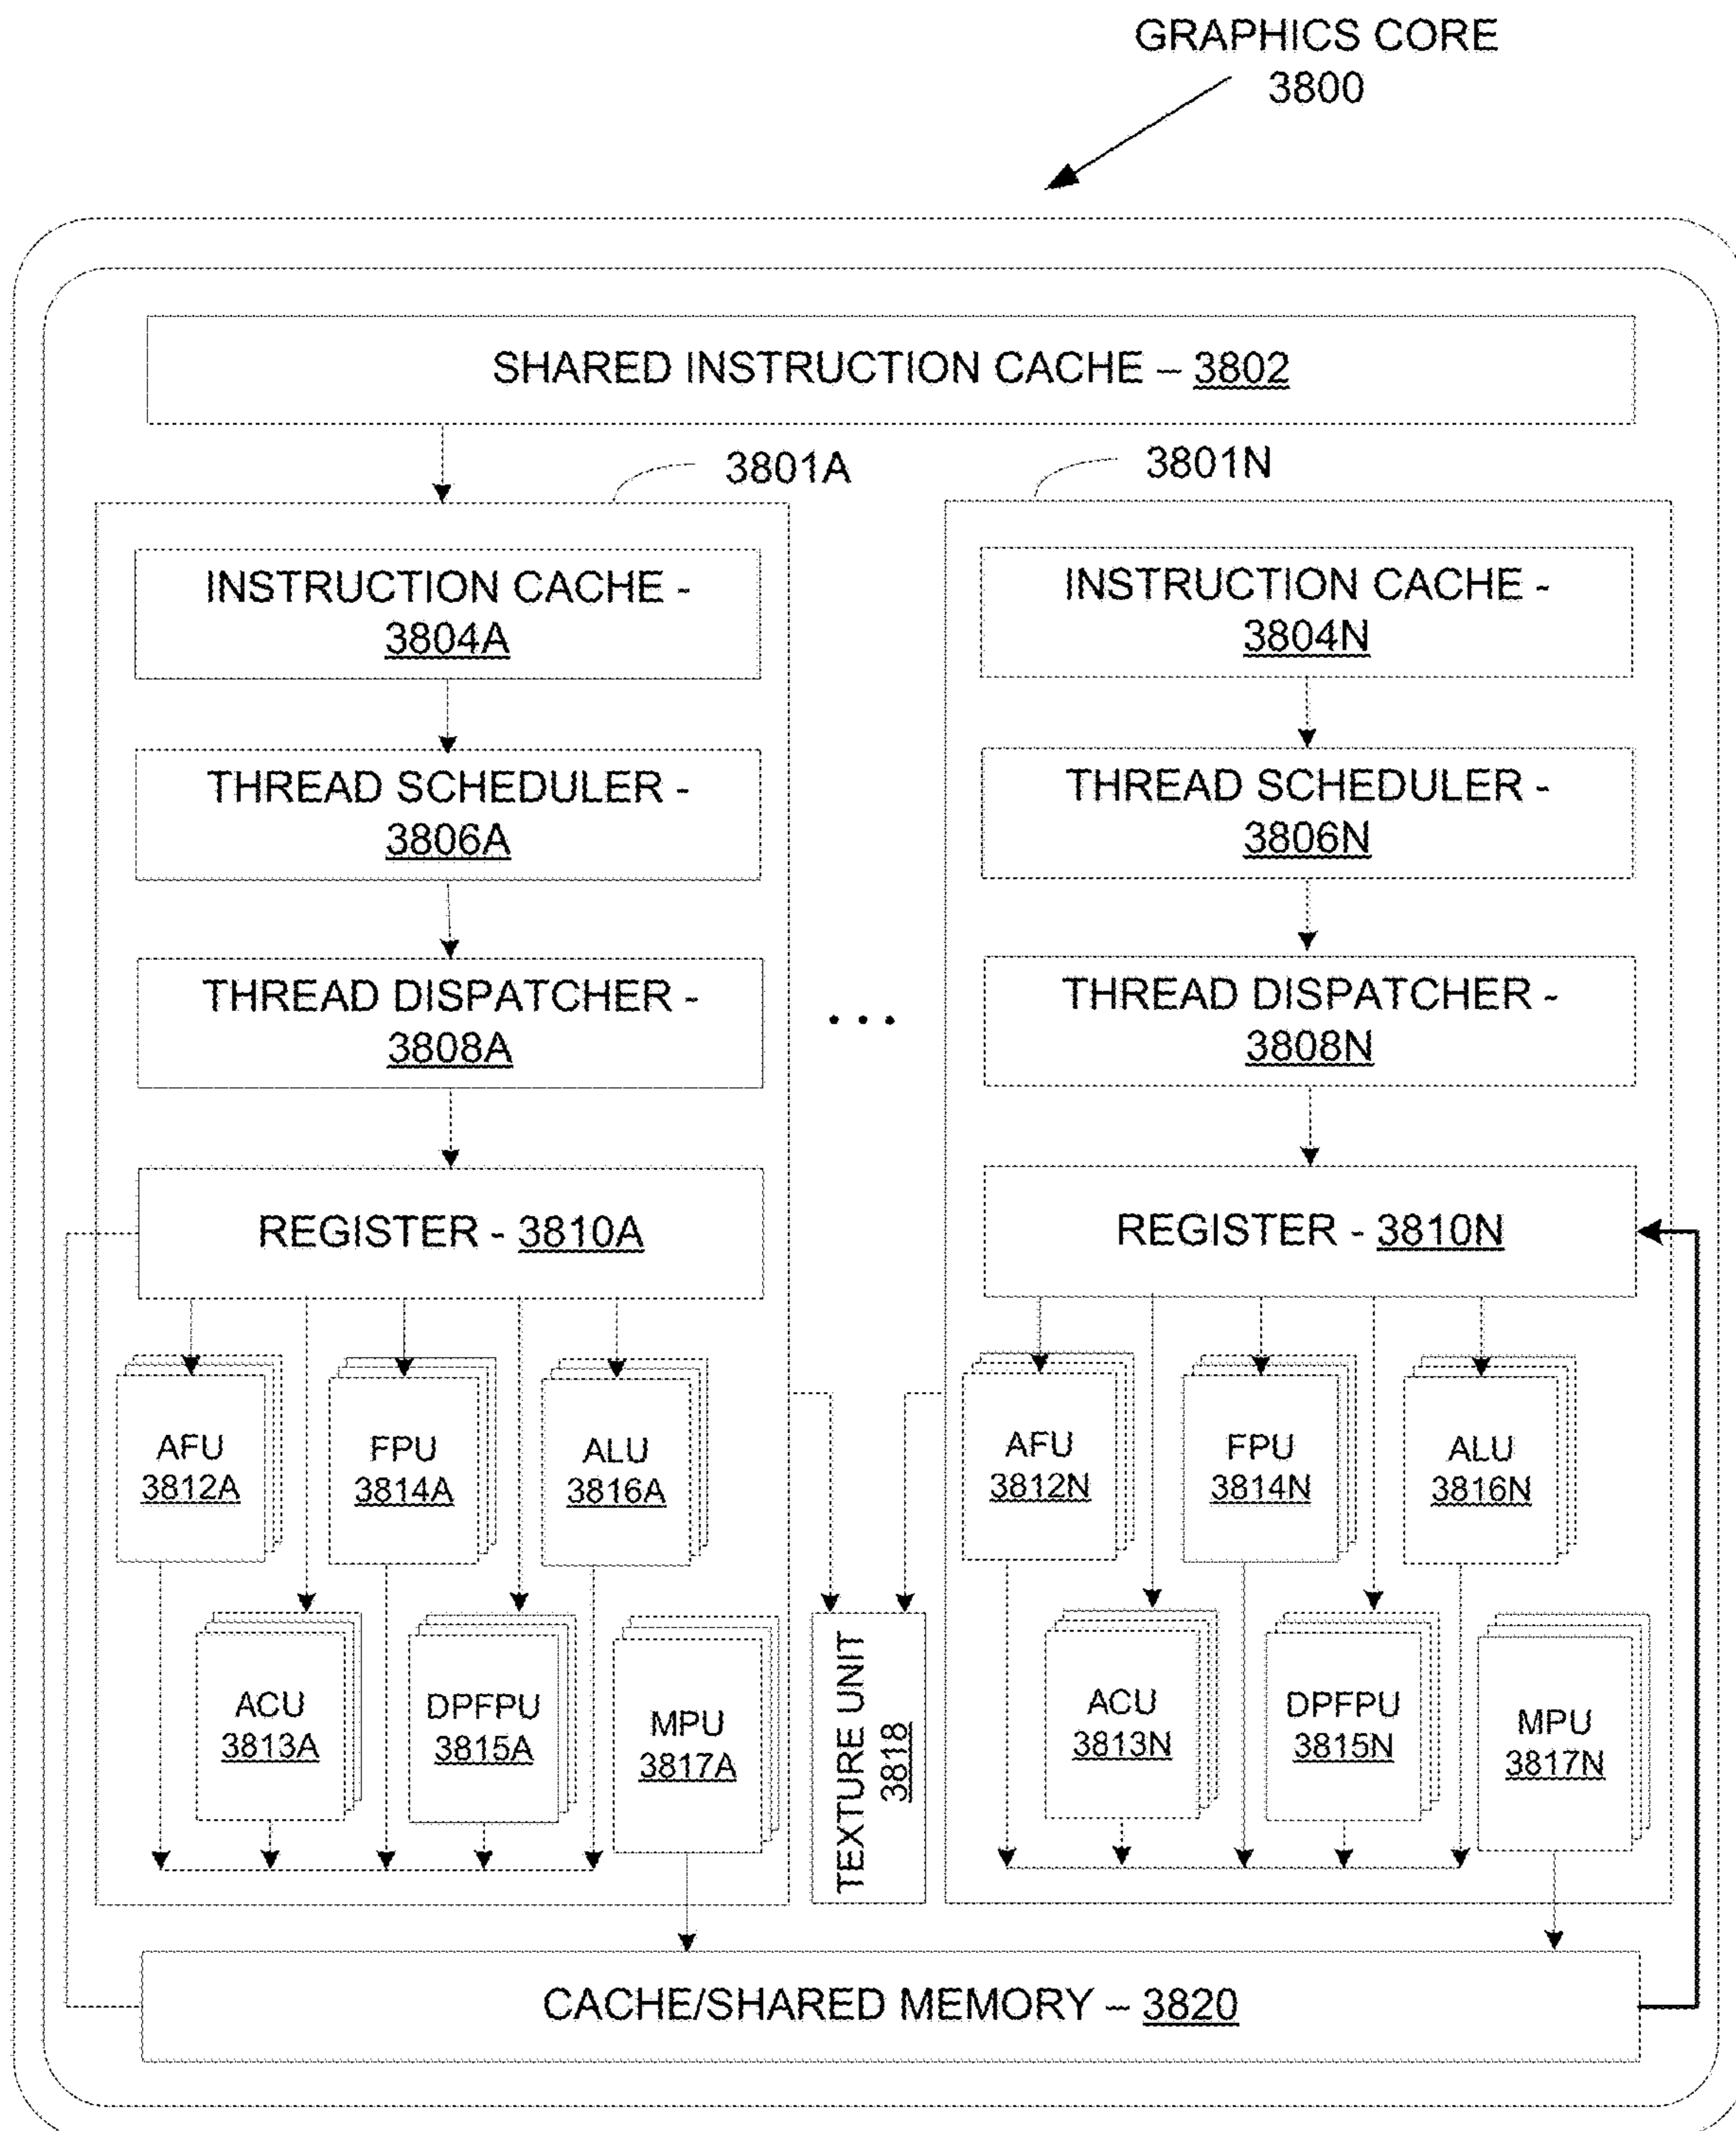 GRAPHICS CORE
3800
SHARED INSTRUCTION CACHE – 3802
3801A
3801N
INSTRUCTION CACHE -
3804A
THREAD SCHEDULER -
3806A
THREAD DISPATCHER -
3808A
REGISTER - 3810A
AFU
3812A
FPU
3814A
ALU
3816A
ACU
3813A
DPFPU
3815A
MPU
3817A
...
TEXTURE UNIT
3818
INSTRUCTION CACHE -
3804N
THREAD SCHEDULER -
3806N
THREAD DISPATCHER -
3808N
REGISTER - 3810N
AFU
3812N
FPU
3814N
ALU
3816N
ACU
3813N
DPFPU
3815N
MPU
3817N
CACHE/SHARED MEMORY – 3820